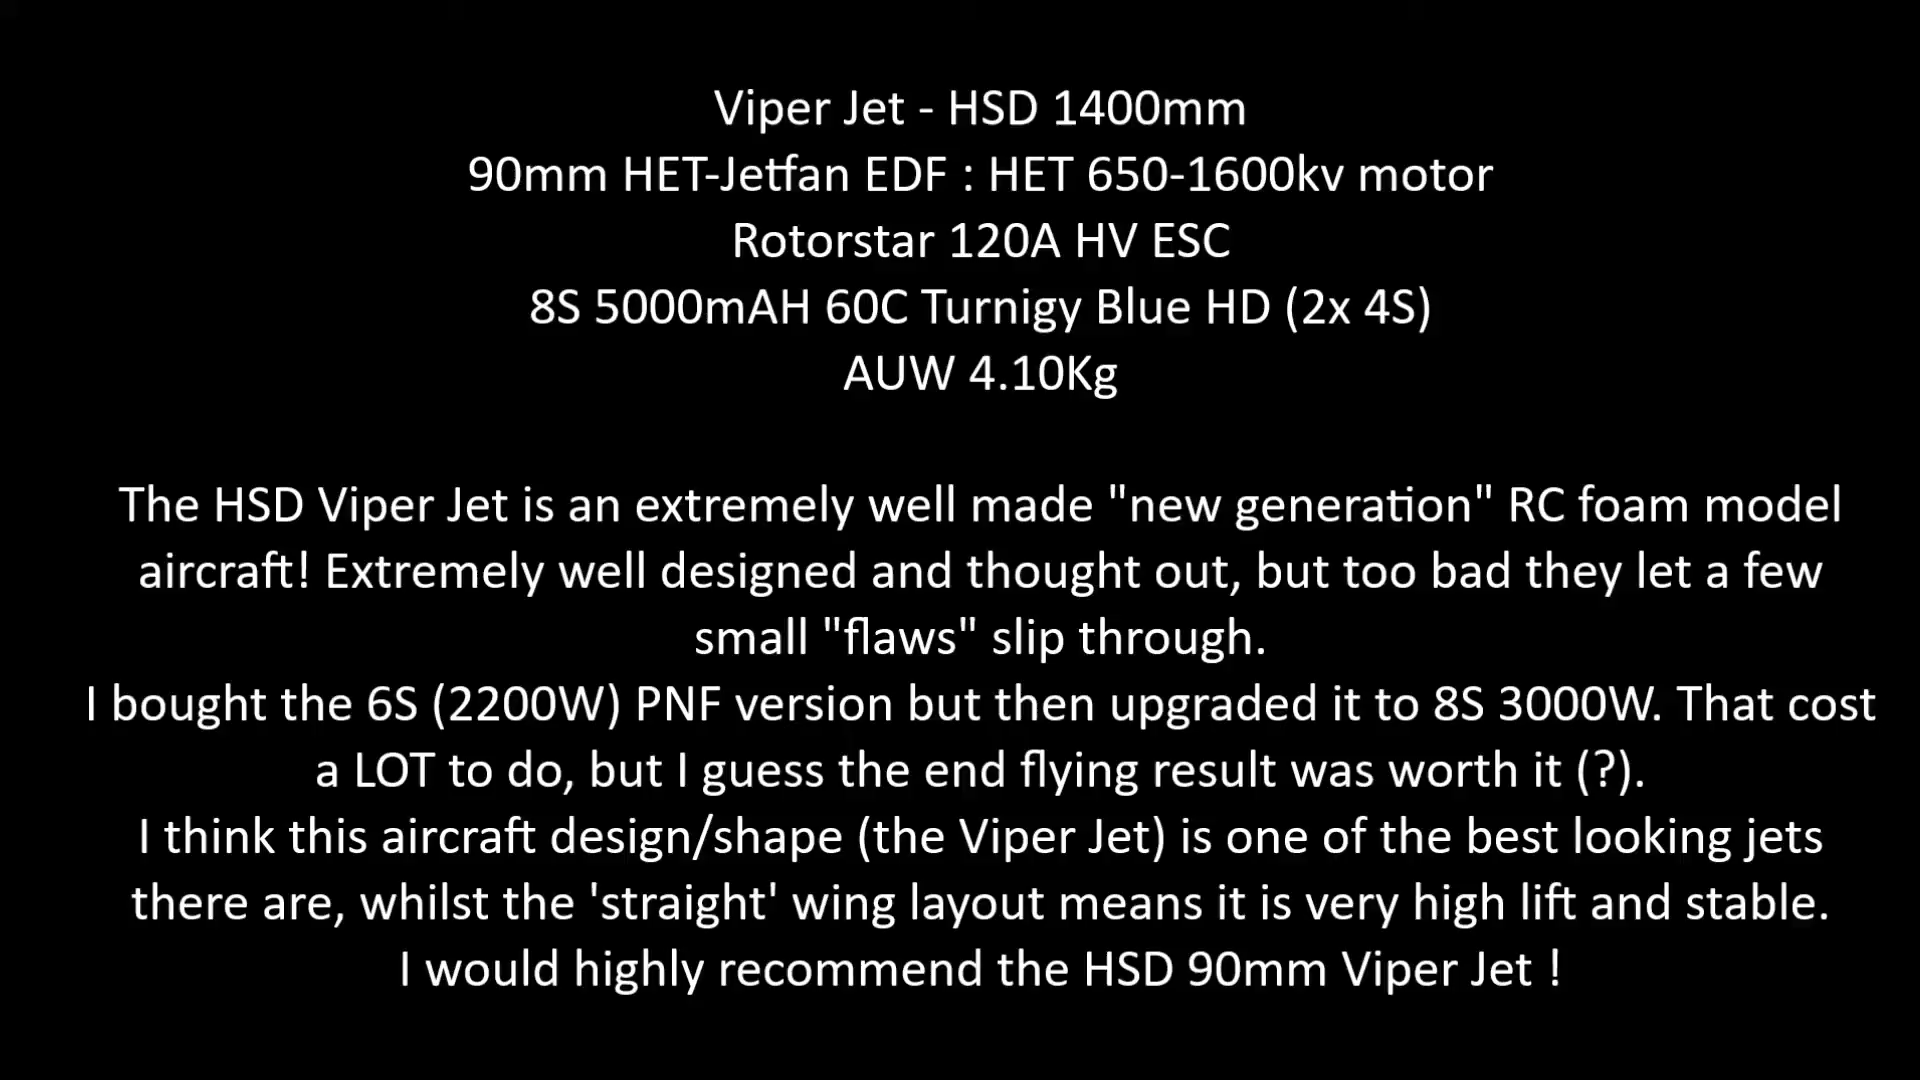 Viper Jet - HSD 1400mm
90mm HET-Jetfan EDF : HET 650-1600kv motor
Rotorstar 120A HV ESC
8S 5000mAH 60C Turnigy Blue HD (2x 4S)
AUW 4.10Kg
The HSD Viper Jet is an extremely well made "new generation" RC foam model
aircraft! Extremely well designed and thought out, but too bad they let a few
small "flaws" slip through.
I bought the 6S (2200W) PNF version but then upgraded it to 8S 3000W. That cost
a LOT to do, but I guess the end flying result was worth it (?).
I think this aircraft design/shape (the Viper Jet) is one of the best looking jets
there are, whilst the 'straight' wing layout means it is very high lift and stable.
I would highly recommend the HSD 90mm Viper Jet !